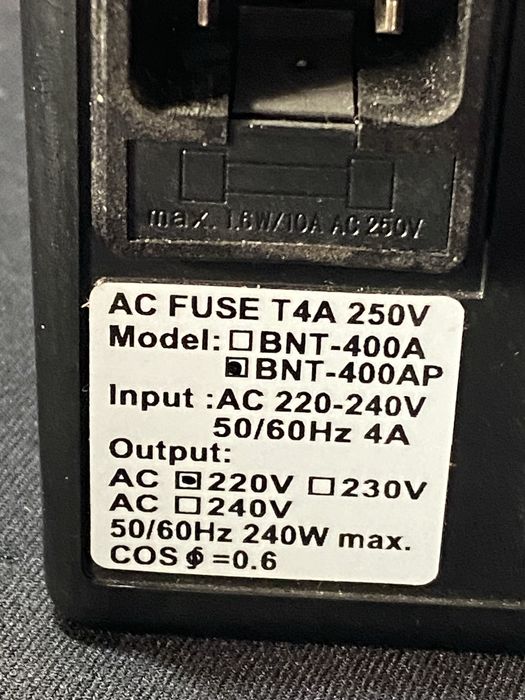 max. 1.6W/10A AC 250V
AC FUSE T4A 250V
Model: ☐BNT-400A
☑BNT-400AP
Input :AC 220-240V
50/60Hz 4A
Output:
AC ☑220V ☐230V
AC ☐240V
50/60Hz 240W max.
COS ϕ =0.6